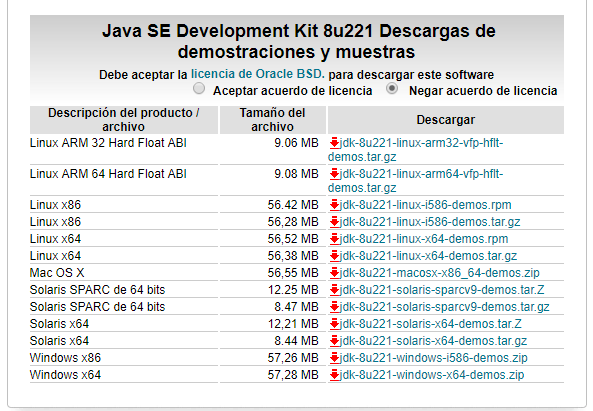 Java SE Development Kit 8u221 Descargas de
demostraciones y muestras
Debe aceptar la licencia de Oracle BSD. para descargar este software
Aceptar acuerdo de licencia Negar acuerdo de licencia
Descripción del producto / archivo Tamaño del archivo Descargar
Linux ARM 32 Hard Float ABI 9.06 MB jdk-8u221-linux-arm32-vfp-hflt-
demos.tar.gz
Linux ARM 64 Hard Float ABI 9.08 MB jdk-8u221-linux-arm64-vfp-hflt-
demos.tar.gz
Linux x86 56.42 MB jdk-8u221-linux-i586-demos.rpm
Linux x86 56,28 MB jdk-8u221-linux-i586-demos.tar.gz
Linux x64 56,52 MB jdk-8u221-linux-x64-demos.rpm
Linux x64 56,38 MB jdk-8u221-linux-x64-demos.tar.gz
Mac OS X 56,55 MB jdk-8u221-macosx-x86_64-demos.zip
Solaris SPARC de 64 bits 12.25 MB jdk-8u221-solaris-sparcv9-demos.tar.Z
Solaris SPARC de 64 bits 8.47 MB jdk-8u221-solaris-sparcv9-demos.tar.gz
Solaris x64 12,21 MB jdk-8u221-solaris-x64-demos.tar.Z
Solaris x64 8.44 MB jdk-8u221-solaris-x64-demos.tar.gz
Windows x86 57,26 MB jdk-8u221-windows-i586-demos.zip
Windows x64 57,28 MB jdk-8u221-windows-x64-demos.zip